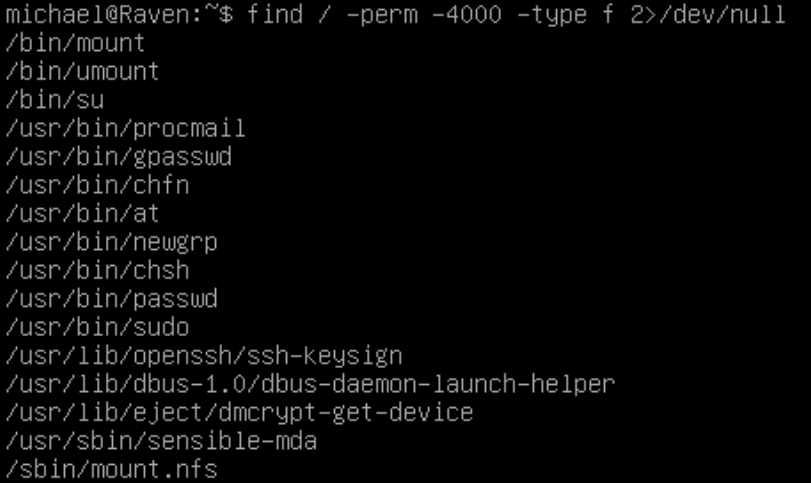 michael@Raven:~$ find / -perm -4000 -type f 2>/dev/null
/bin/mount
/bin/umount
/bin/su
/usr/bin/procmail
/usr/bin/gpasswd
/usr/bin/chfn
/usr/bin/at
/usr/bin/newgrp
/usr/bin/chsh
/usr/bin/passwd
/usr/bin/sudo
/usr/lib/openssh/ssh-keysign
/usr/lib/dbus-1.0/dbus-daemon-launch-helper
/usr/lib/eject/dmcrypt-get-device
/usr/sbin/sensible-mda
/sbin/mount.nfs